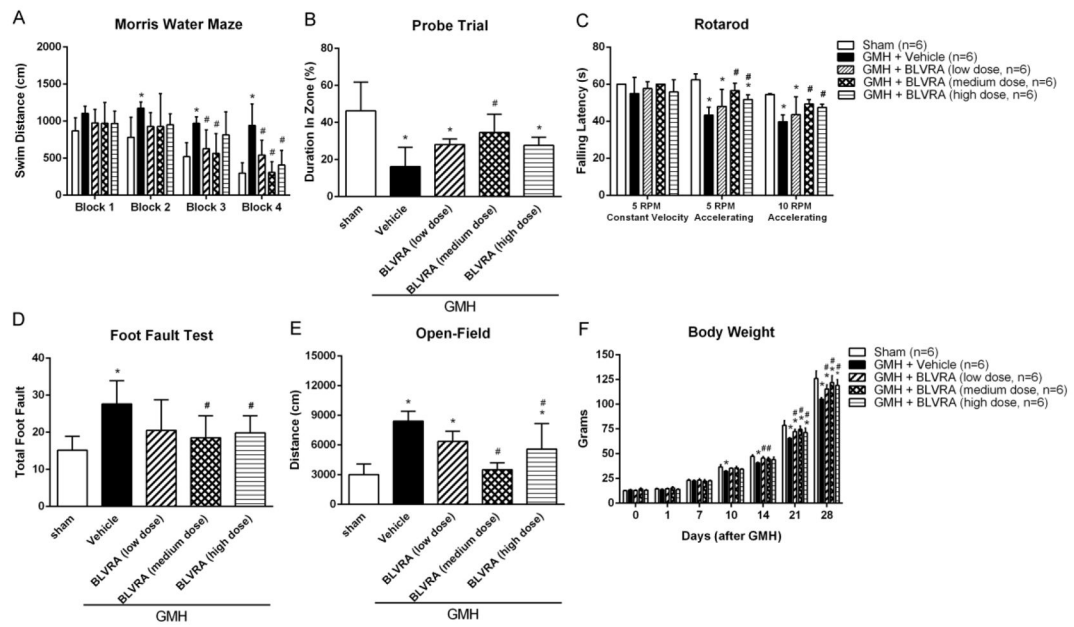 A
Morris Water Maze
Swim Distance (cm)
2000
1500
1000
500
0
* * * #
# # # # #
Block 1 Block 2 Block 3 Block 4
B
Probe Trial
Duration In Zone (%)
80
60
40
20
0
* * # *
sham
Vehicle
BLVRA (low dose)
BLVRA (medium dose)
BLVRA (high dose)
GMH
C
Rotarod
Falling Latency (s)
100
80
60
40
20
0
* * # # *
* * # #
5 RPM
Constant Velocity
5 RPM
Accelerating
10 RPM
Accelerating
Sham (n=6)
GMH + Vehicle (n=6)
GMH + BLVRA (low dose, n=6)
GMH + BLVRA (medium dose, n=6)
GMH + BLVRA (high dose, n=6)
D
Foot Fault Test
Total Foot Fault
40
30
20
10
0
* # #
sham
Vehicle
BLVRA (low dose)
BLVRA (medium dose)
BLVRA (high dose)
GMH
E
Open-Field
Distance (cm)
15000
12000
9000
6000
3000
0
* * # # *
sham
Vehicle
BLVRA (low dose)
BLVRA (medium dose)
BLVRA (high dose)
GMH
F
Body Weight
Grams
150
125
100
75
50
25
0
* * ## * # # # * * * * # # # * * *
0 1 7 10 14 21 28
Days (after GMH)
Sham (n=6)
GMH + Vehicle (n=6)
GMH + BLVRA (low dose, n=6)
GMH + BLVRA (medium dose, n=6)
GMH + BLVRA (high dose, n=6)